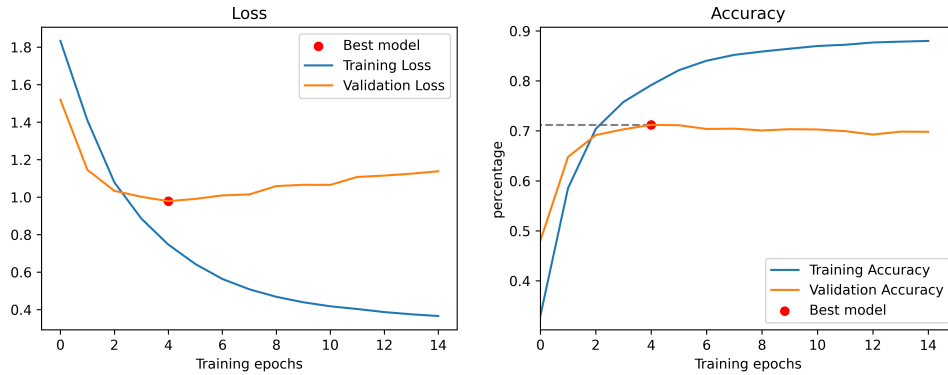 Loss
1.8
1.6
1.4
1.2
1.0
0.8
0.6
0.4
0 2 4 6 8 10 12 14
Training epochs
Best model
Training Loss
Validation Loss
Accuracy
percentage
0.9
0.8
0.7
0.6
0.5
0.4
0 2 4 6 8 10 12 14
Training epochs
Training Accuracy
Validation Accuracy
Best model